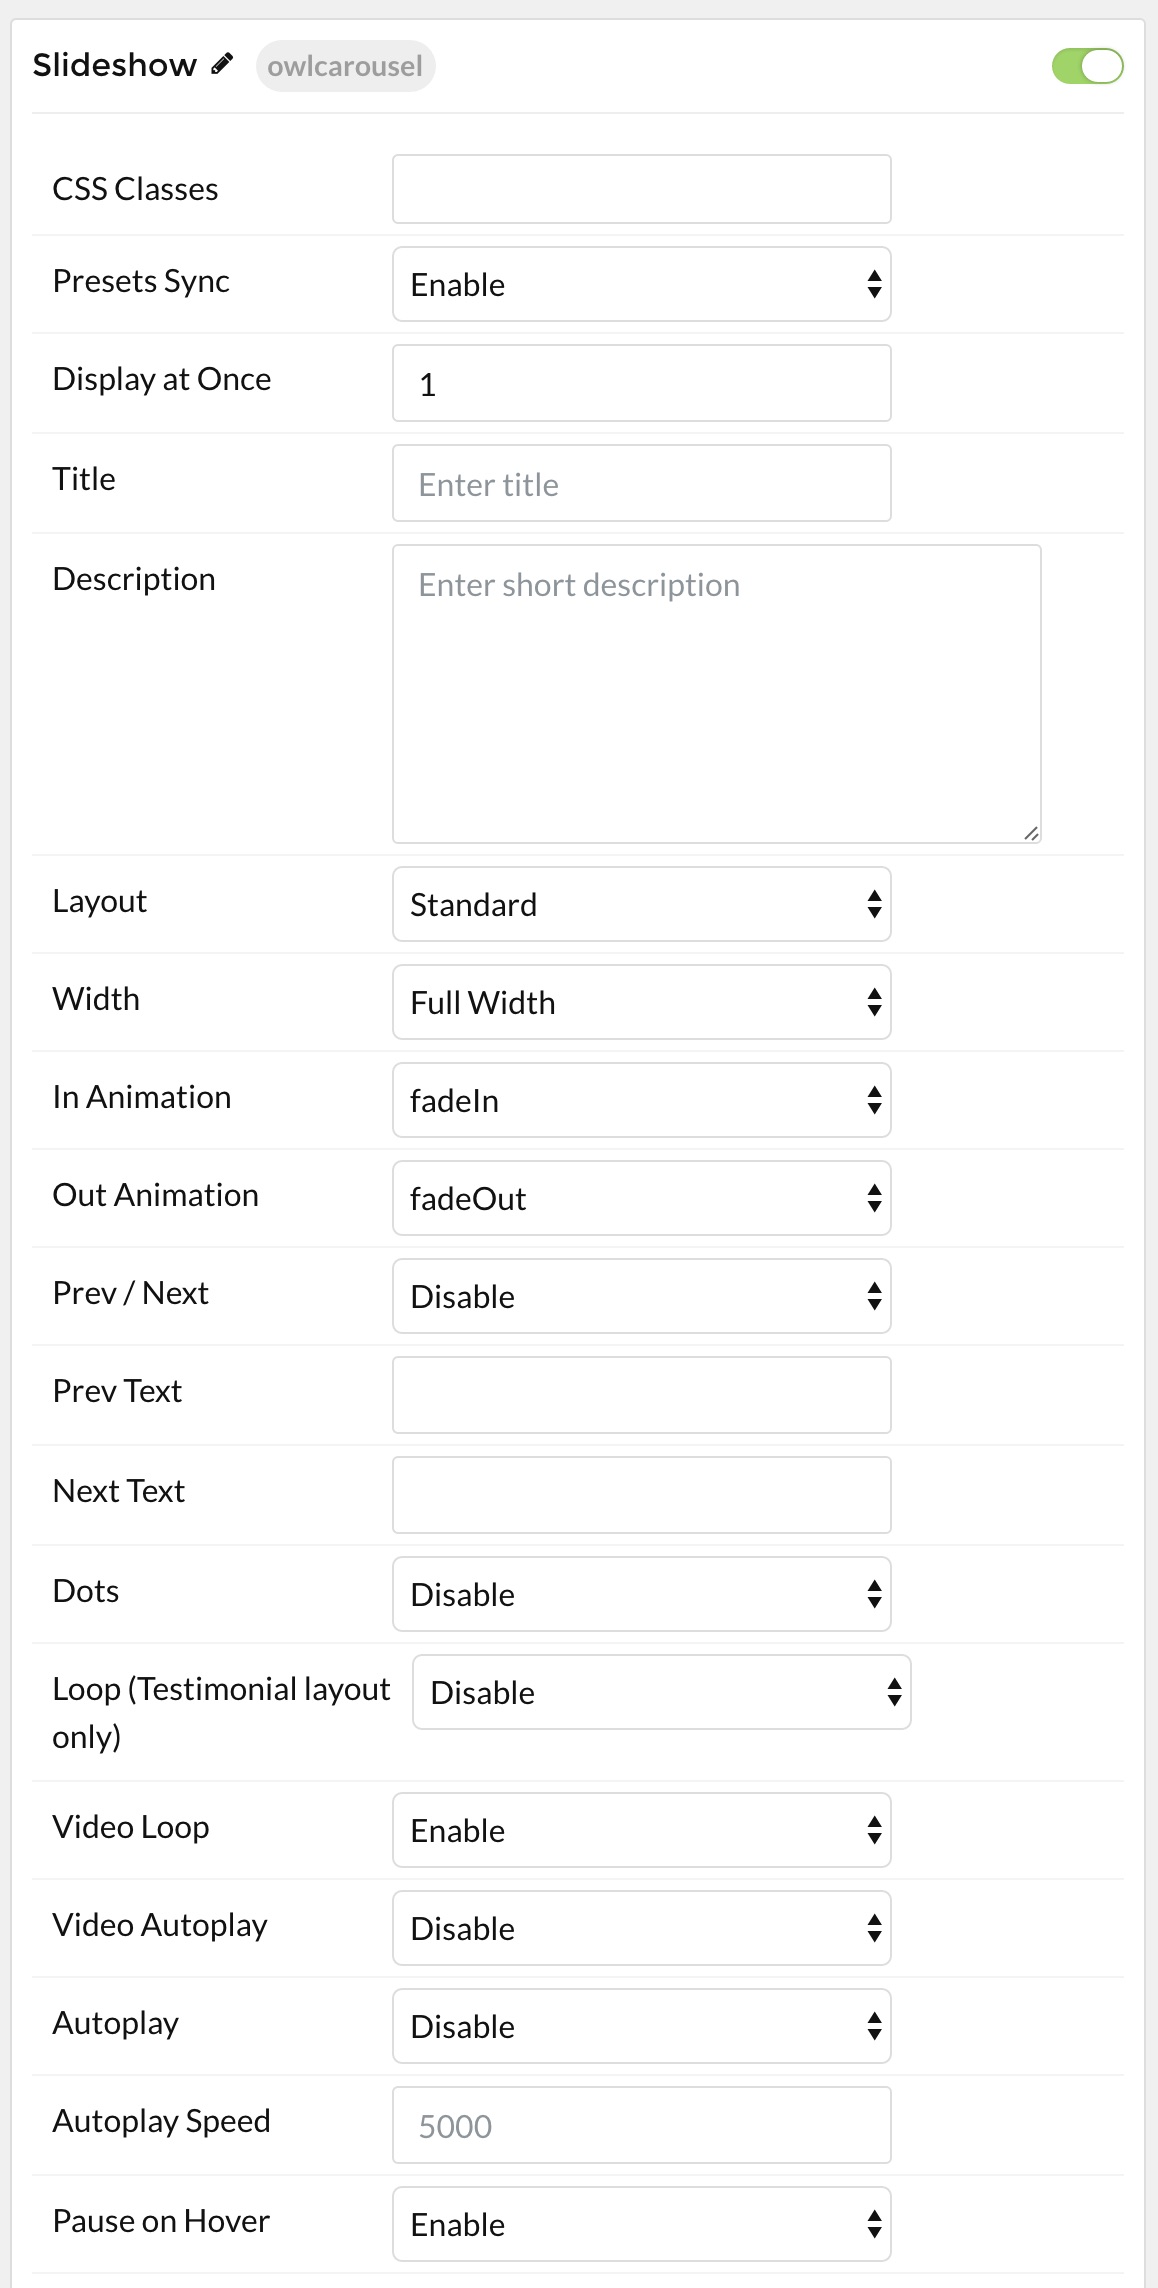 Slideshow owlcarousel
CSS Classes
Presets Sync Enable
Display at Once 1
Title Enter title
Description Enter short description
Layout Standard
Width Full Width
In Animation fadeIn
Out Animation fadeOut
Prev / Next Disable
Prev Text
Next Text
Dots Disable
Loop (Testimonial layout Disable
only)
Video Loop Enable
Video Autoplay Disable
Autoplay Disable
Autoplay Speed 5000
Pause on Hover Enable